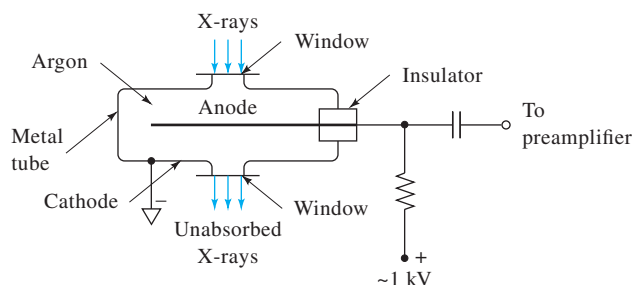 X-rays
Window
Argon
Insulator
Anode
To
preamplifier
Metal
tube
Cathode
−
Window
Unabsorbed
X-rays
+
~1 kV